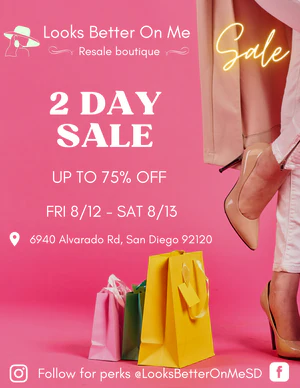 Looks Better On Me
Resale boutique
Sale
2 DAY
SALE
UP TO 75% OFF
FRI 8/12 - SAT 8/13
6940 Alvarado Rd, San Diego 92120
Follow for perks @LooksBetterOnMeSD